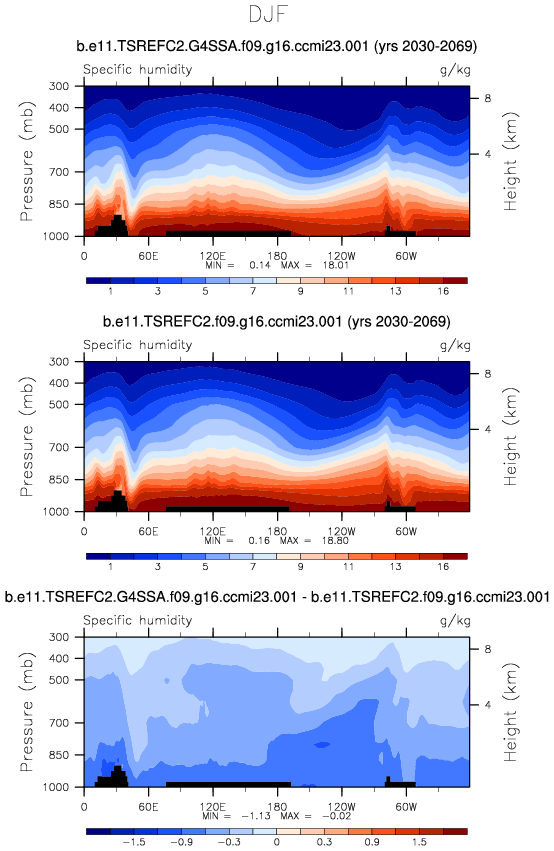 DJF
b.e11.TSREFC2.G4SSA.f09.g16.ccmi23.001 (yrs 2030-2069)
Specific humidity g/kg
Pressure (mb)
Height (km)
300
400
500
700
850
1000
8
4
0 60E 120E 180W 120W 60W
MIN = 0.14 MAX = 18.01
1 3 5 7 9 11 13 16
b.e11.TSREFC2.f09.g16.ccmi23.001 (yrs 2030-2069)
Specific humidity g/kg
Pressure (mb)
Height (km)
300
400
500
700
850
1000
8
4
0 60E 120E 180W 120W 60W
MIN = 0.16 MAX = 18.80
1 3 5 7 9 11 13 16
b.e11.TSREFC2.G4SSA.f09.g16.ccmi23.001 - b.e11.TSREFC2.f09.g16.ccmi23.001
Specific humidity g/kg
Pressure (mb)
Height (km)
300
400
500
700
850
1000
8
4
0 60E 120E 180W 120W 60W
MIN = -1.13 MAX = -0.02
-1.5 -0.9 -0.3 0 0.3 0.9 1.5